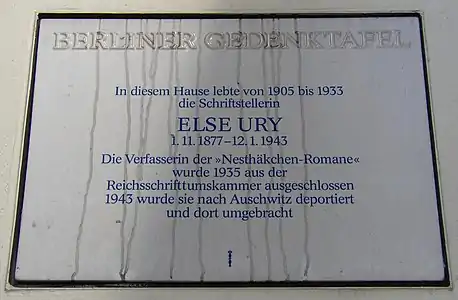 BERLINER GEDENKTAFEL
In diesem Hause lebte von 1905 bis 1933
die Schriftstellerin
ELSE URY
1. 11. 1877–12. 1. 1943
Die Verfasserin der »Nesthäkchen-Romane«
wurde 1935 aus der
Reichsschrifttumskammer ausgeschlossen
1943 wurde sie nach Auschwitz deportiert
und dort umgebracht